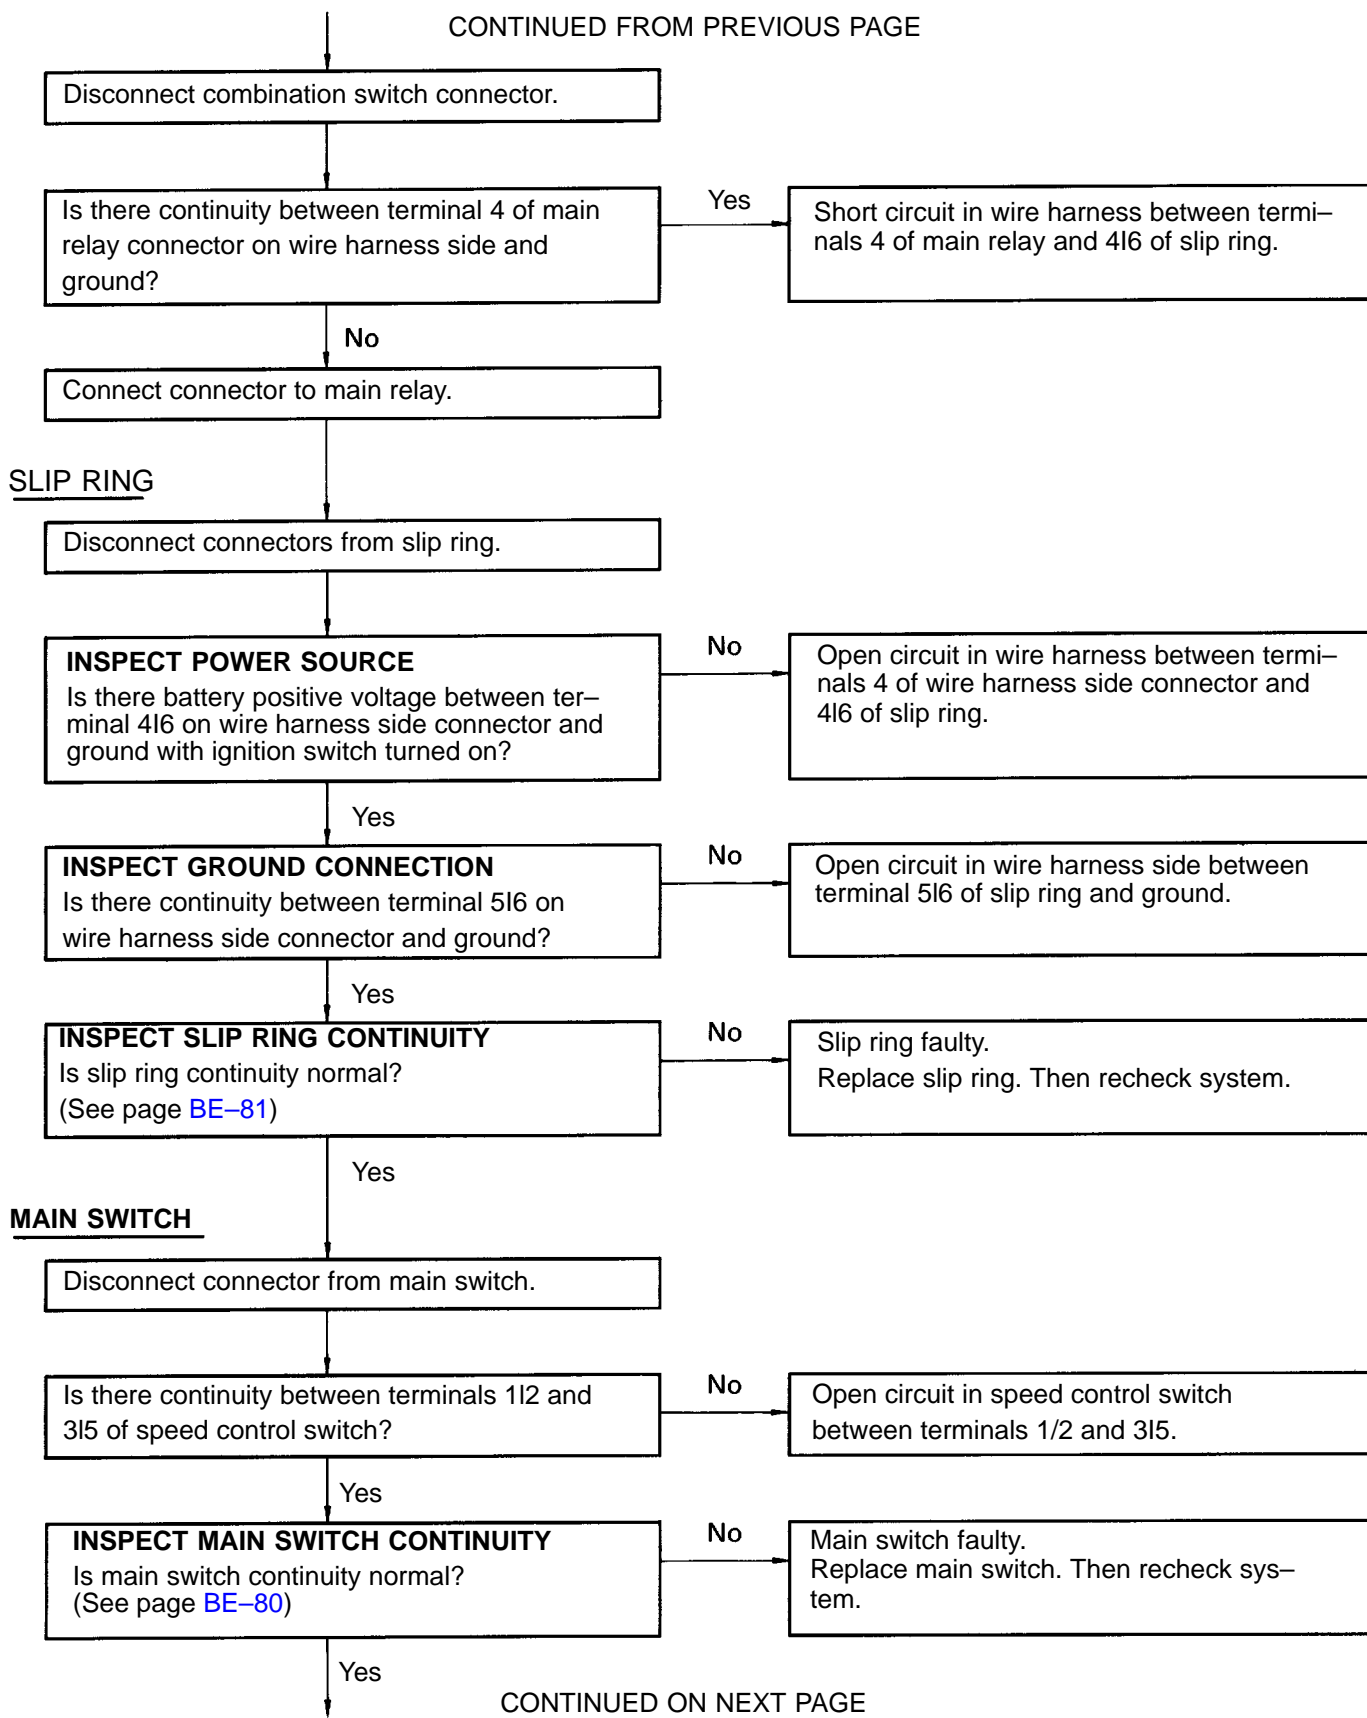 CONTINUED FROM PREVIOUS PAGE
Disconnect combination switch connector.
Is there continuity between terminal 4 of main
relay connector on wire harness side and
ground?
Yes
Short circuit in wire harness between termi–
nals 4 of main relay and 4I6 of slip ring.
No
Connect connector to main relay.
SLIP RING
Disconnect connectors from slip ring.
INSPECT POWER SOURCE
Is there battery positive voltage between ter–
minal 4I6 on wire harness side connector and
ground with ignition switch turned on?
No
Open circuit in wire harness between termi–
nals 4 of wire harness side connector and
4I6 of slip ring.
Yes
INSPECT GROUND CONNECTION
Is there continuity between terminal 5I6 on
wire harness side connector and ground?
No
Open circuit in wire harness side between
terminal 5I6 of slip ring and ground.
Yes
INSPECT SLIP RING CONTINUITY
Is slip ring continuity normal?
(See page BE–81)
No
Slip ring faulty.
Replace slip ring. Then recheck system.
Yes
MAIN SWITCH
Disconnect connector from main switch.
Is there continuity between terminals 1I2 and
3I5 of speed control switch?
No
Open circuit in speed control switch
between terminals 1/2 and 3I5.
Yes
INSPECT MAIN SWITCH CONTINUITY
Is main switch continuity normal?
(See page BE–80)
No
Main switch faulty.
Replace main switch. Then recheck sys–
tem.
Yes
CONTINUED ON NEXT PAGE